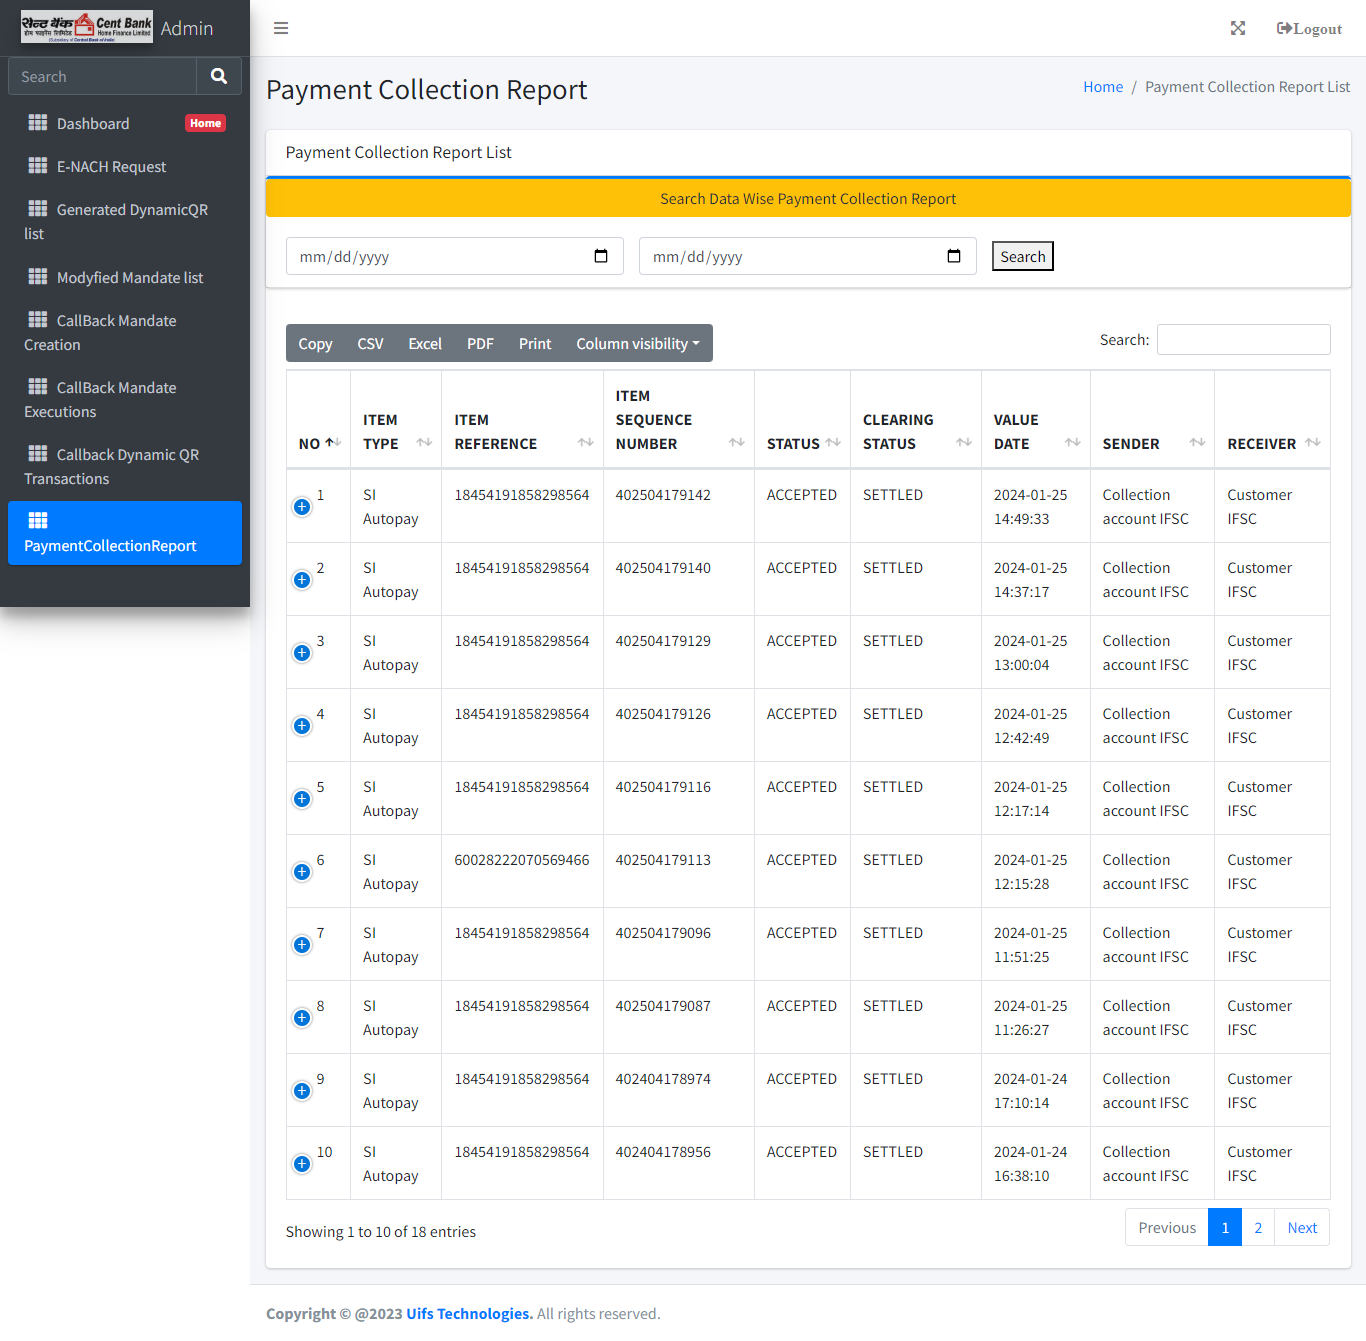 सेन्ट बैंक Cent Bank
होम फाइनेंस लिमिटेड Home Finance Limited
(Subsidiary of Central Bank of India)
Admin
Logout
Search
Dashboard Home
E-NACH Request
Generated DynamicQR
list
Modyfied Mandate list
CallBack Mandate
Creation
CallBack Mandate
Executions
Callback Dynamic QR
Transactions
PaymentCollectionReport
Payment Collection Report
Home / Payment Collection Report List
Payment Collection Report List
Search Data Wise Payment Collection Report
mm/dd/yyyy mm/dd/yyyy Search
Copy CSV Excel PDF Print Column visibility
Search:
NO ITEM TYPE ITEM REFERENCE ITEM SEQUENCE NUMBER STATUS CLEARING STATUS VALUE DATE SENDER RECEIVER
1 SI Autopay 18454191858298564 402504179142 ACCEPTED SETTLED 2024-01-25 14:49:33 Collection account IFSC Customer IFSC
2 SI Autopay 18454191858298564 402504179140 ACCEPTED SETTLED 2024-01-25 14:37:17 Collection account IFSC Customer IFSC
3 SI Autopay 18454191858298564 402504179129 ACCEPTED SETTLED 2024-01-25 13:00:04 Collection account IFSC Customer IFSC
4 SI Autopay 18454191858298564 402504179126 ACCEPTED SETTLED 2024-01-25 12:42:49 Collection account IFSC Customer IFSC
5 SI Autopay 18454191858298564 402504179116 ACCEPTED SETTLED 2024-01-25 12:17:14 Collection account IFSC Customer IFSC
6 SI Autopay 60028222070569466 402504179113 ACCEPTED SETTLED 2024-01-25 12:15:28 Collection account IFSC Customer IFSC
7 SI Autopay 18454191858298564 402504179096 ACCEPTED SETTLED 2024-01-25 11:51:25 Collection account IFSC Customer IFSC
8 SI Autopay 18454191858298564 402504179087 ACCEPTED SETTLED 2024-01-25 11:26:27 Collection account IFSC Customer IFSC
9 SI Autopay 18454191858298564 402404178974 ACCEPTED SETTLED 2024-01-24 17:10:14 Collection account IFSC Customer IFSC
10 SI Autopay 18454191858298564 402404178956 ACCEPTED SETTLED 2024-01-24 16:38:10 Collection account IFSC Customer IFSC
Showing 1 to 10 of 18 entries
Previous 1 2 Next
Copyright © @2023 Uifs Technologies. All rights reserved.